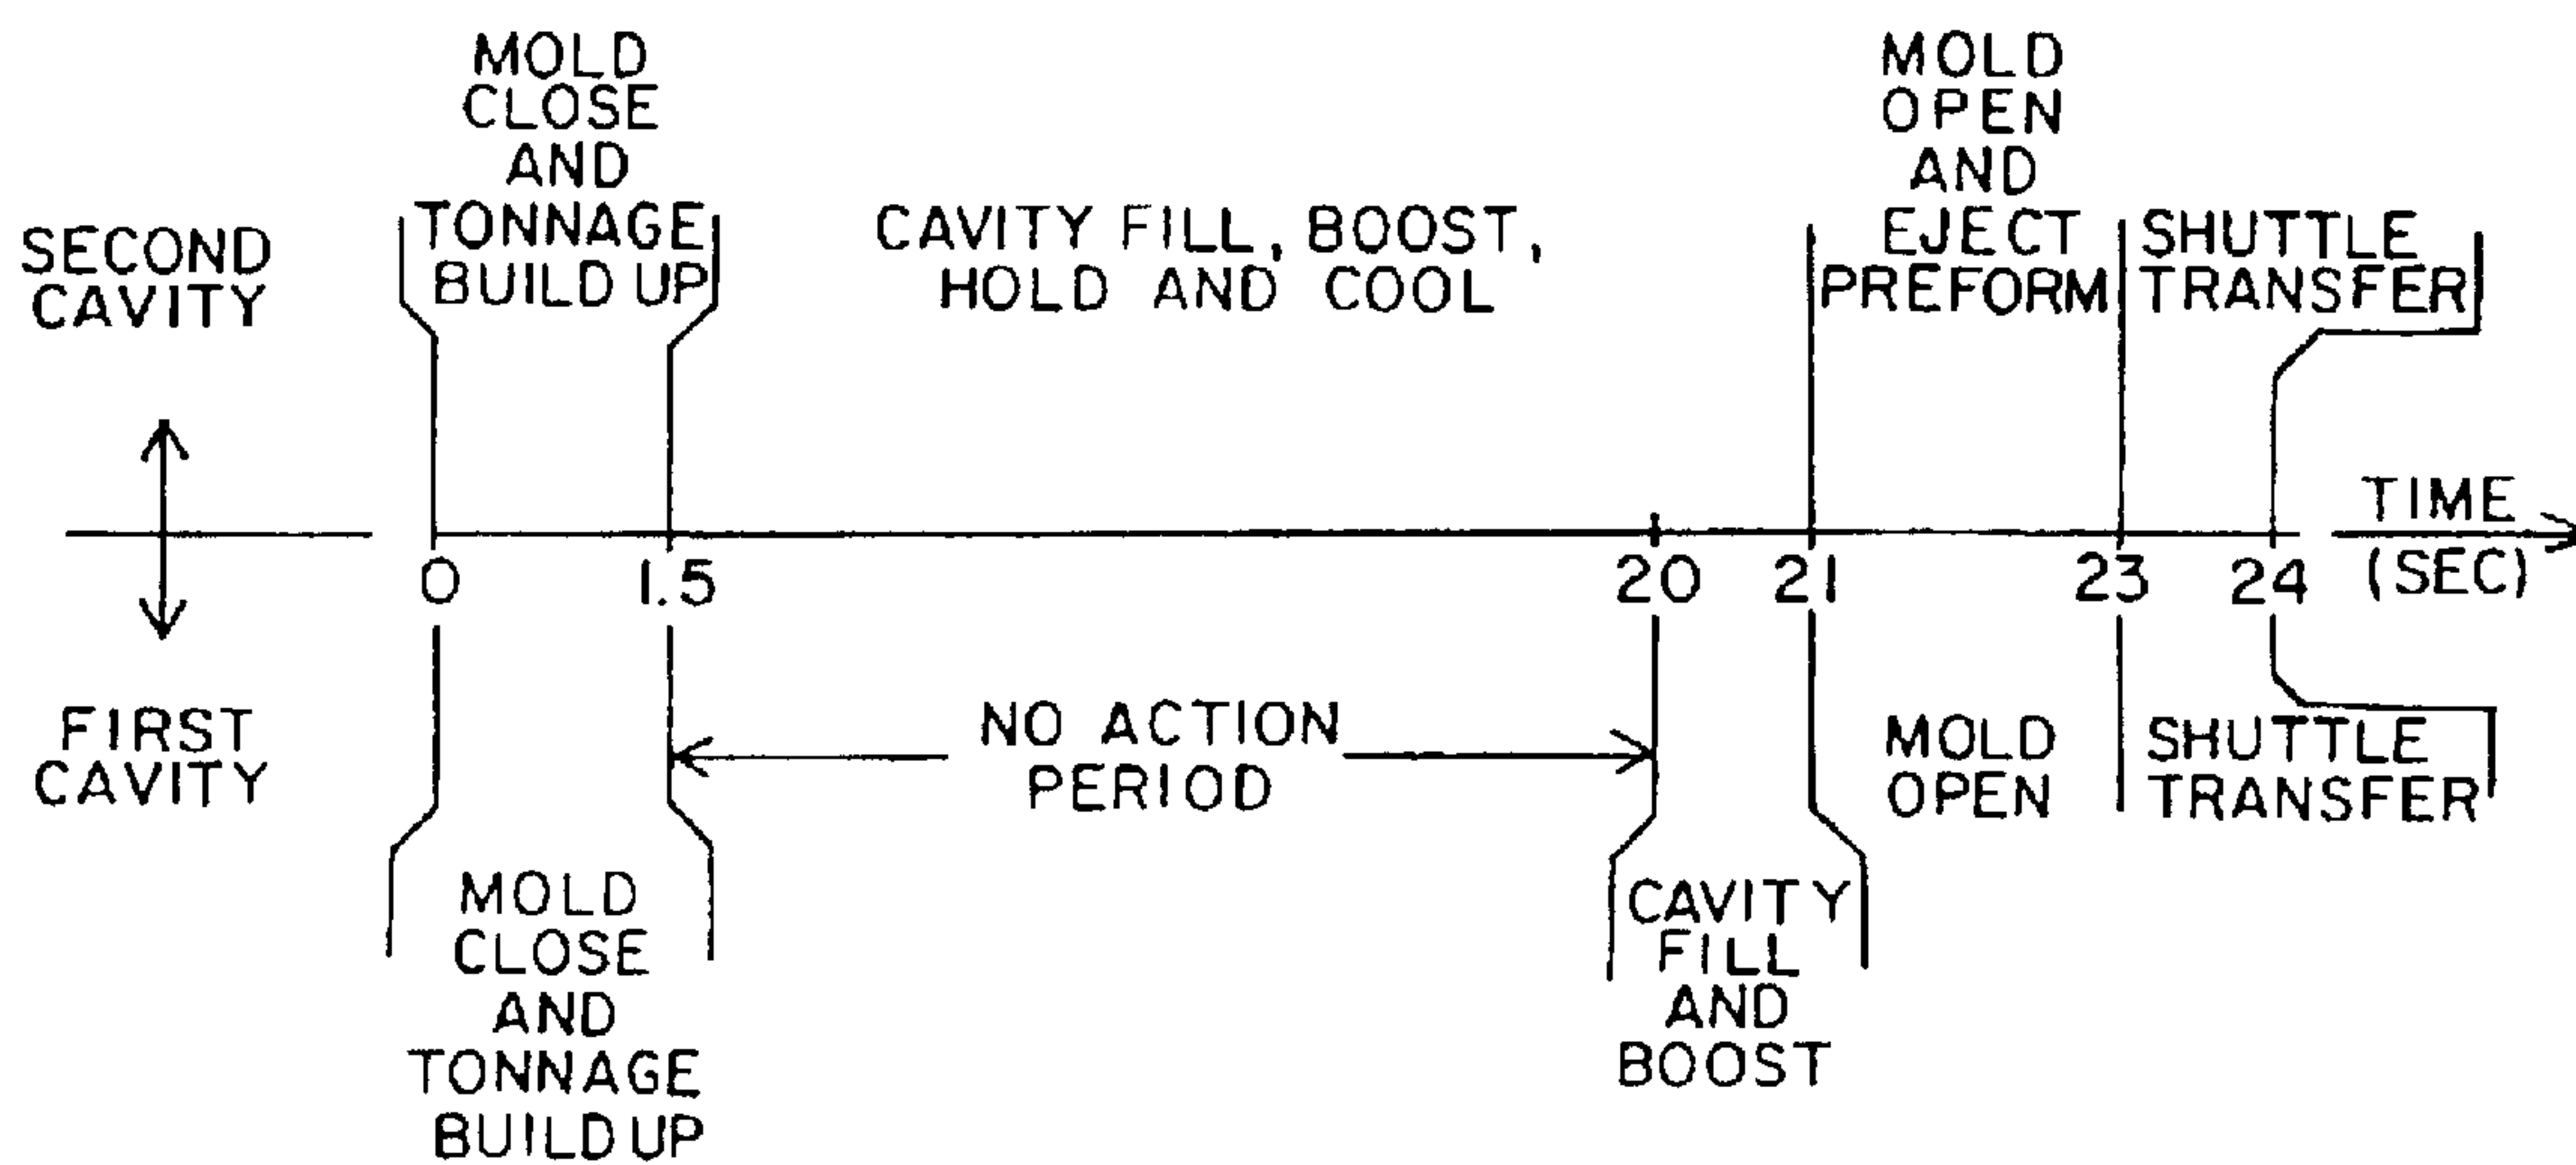 MOLD
CLOSE
AND
TONNAGE
BUILD UP
MOLD
OPEN
AND
EJECT
PREFORM
SECOND
CAVITY
CAVITY FILL, BOOST,
HOLD AND COOL
SHUTTLE
TRANSFER
TIME
(SEC)
0
1.5
20
21
23
24
FIRST
CAVITY
NO ACTION
PERIOD
MOLD
OPEN
SHUTTLE
TRANSFER
MOLD
CLOSE
AND
TONNAGE
BUILD UP
CAVITY
FILL
AND
BOOST